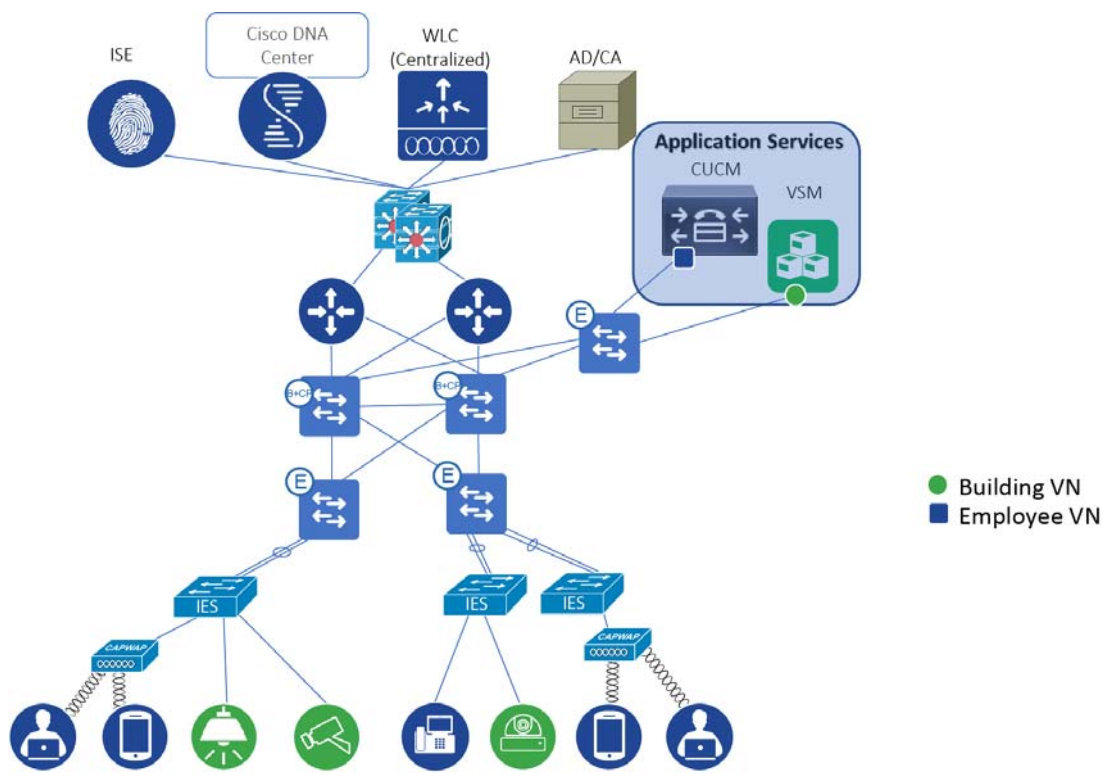 ISE
Cisco DNA
Center
WLC
(Centralized)
AD/CA
Application Services
CUCM
VSM
E
B+CP
B+CP
E
E
Building VN
Employee VN
IES
IES
IES
CAPWAP
CAPWAP